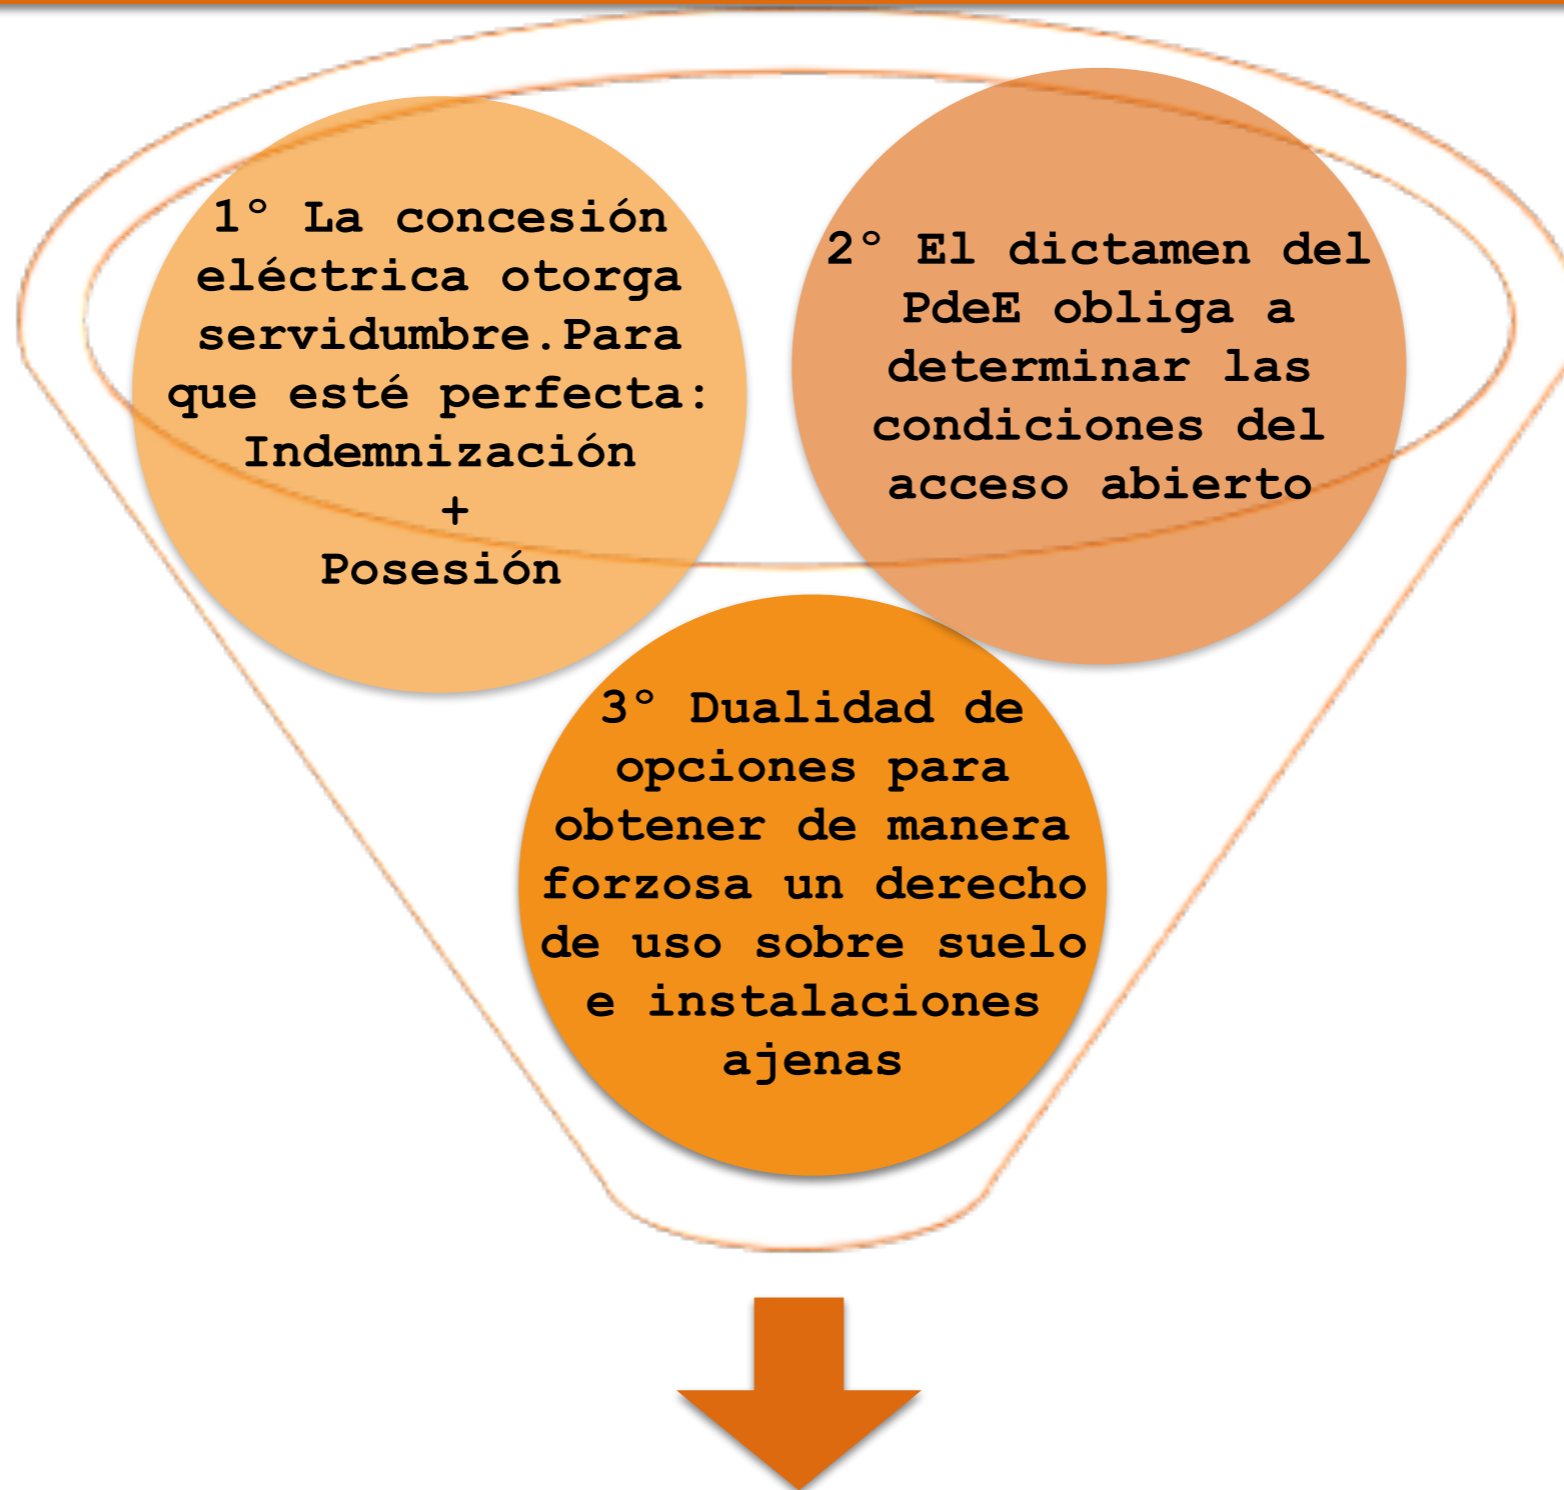 1° La concesión
eléctrica otorga
servidumbre.Para
que esté perfecta:
Indemnización
+
Posesión
2° El dictamen del
PdeE obliga a
determinar las
condiciones del
acceso abierto
3° Dualidad de
opciones para
obtener de manera
forzosa un derecho
de uso sobre suelo
e instalaciones
ajenas